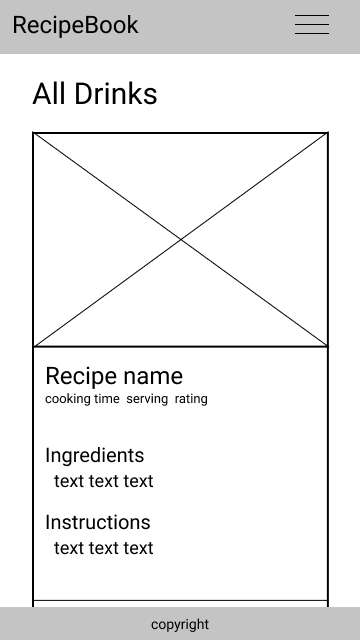 RecipeBook
All Drinks
Recipe name
cooking time serving rating
Ingredients
text text text
Instructions
text text text
copyright